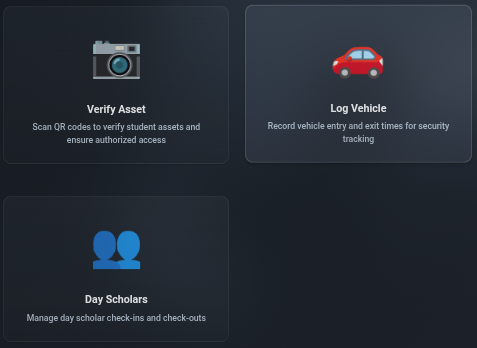 Verify Asset
Scan QR codes to verify student assets and
ensure authorized access
Log Vehicle
Record vehicle entry and exit times for security
tracking
Day Scholars
Manage day scholar check-ins and check-outs